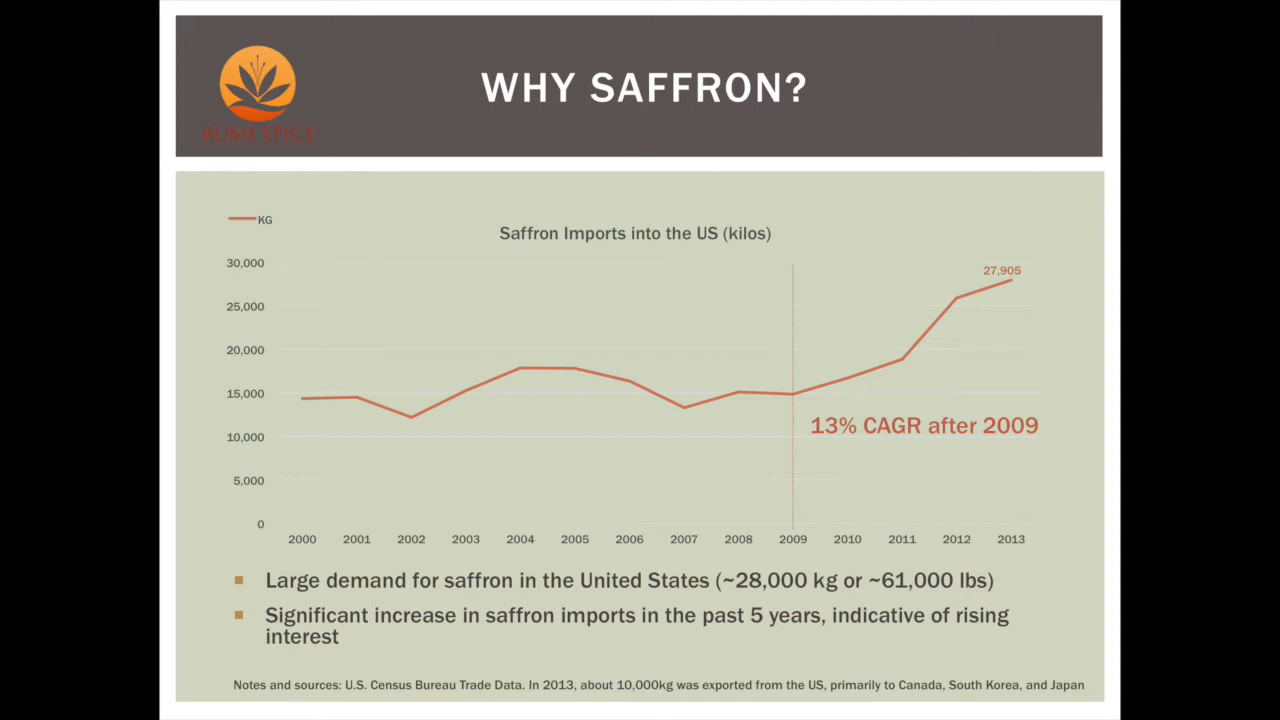 WHY SAFFRON?
RUMI SPICE
KG
Saffron Imports into the US (kilos)
30,000
27,905
25,000
20,000
15,000
13% CAGR after 2009
10,000
5,000
0
2000 2001 2002 2003 2004 2005 2006 2007 2008 2009 2010 2011 2012 2013
Large demand for saffron in the United States (~28,000 kg or ~61,000 lbs)
Significant increase in saffron imports in the past 5 years, indicative of rising
interest
Notes and sources: U.S. Census Bureau Trade Data. In 2013, about 10,000kg was exported from the US, primarily to Canada, South Korea, and Japan